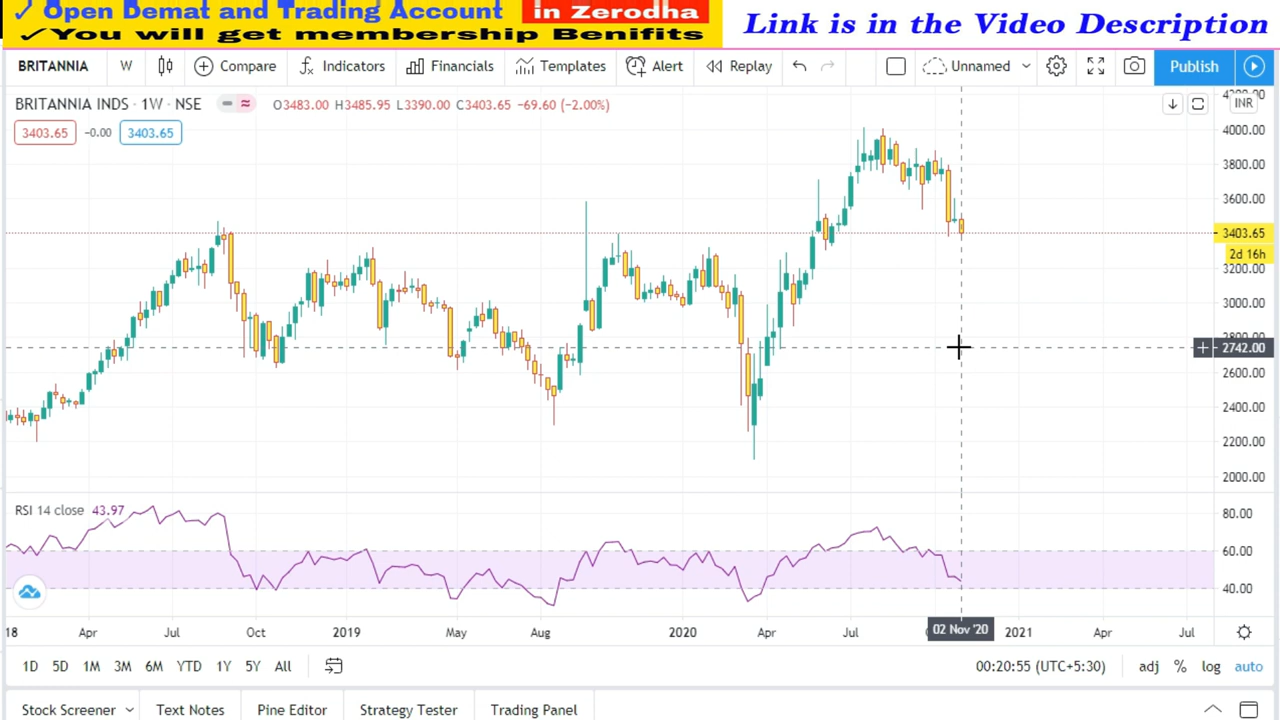 ✓ Open Demat and Trading Account in Zerodha
✓You will get membership Benifits
Link is in the Video Description
BRITANNIA W Compare Indicators Financials Templates Alert Replay Unnamed Publish
BRITANNIA INDS · 1W · NSE O3483.00 H3485.95 L3390.00 C3403.65 −69.60 (−2.00%)
3403.65 -0.00 3403.65
INR
4200.00
4000.00
3800.00
3600.00
3403.65
2d 16h
3200.00
3000.00
2800.00
2742.00
2600.00
2400.00
2200.00
2000.00
RSI 14 close 43.97
80.00
60.00
40.00
18 Apr Jul Oct 2019 May Aug 2020 Apr Jul 02 Nov '20 2021 Apr Jul
1D 5D 1M 3M 6M YTD 1Y 5Y All 00:20:55 (UTC+5:30) adj % log auto
Stock Screener Text Notes Pine Editor Strategy Tester Trading Panel